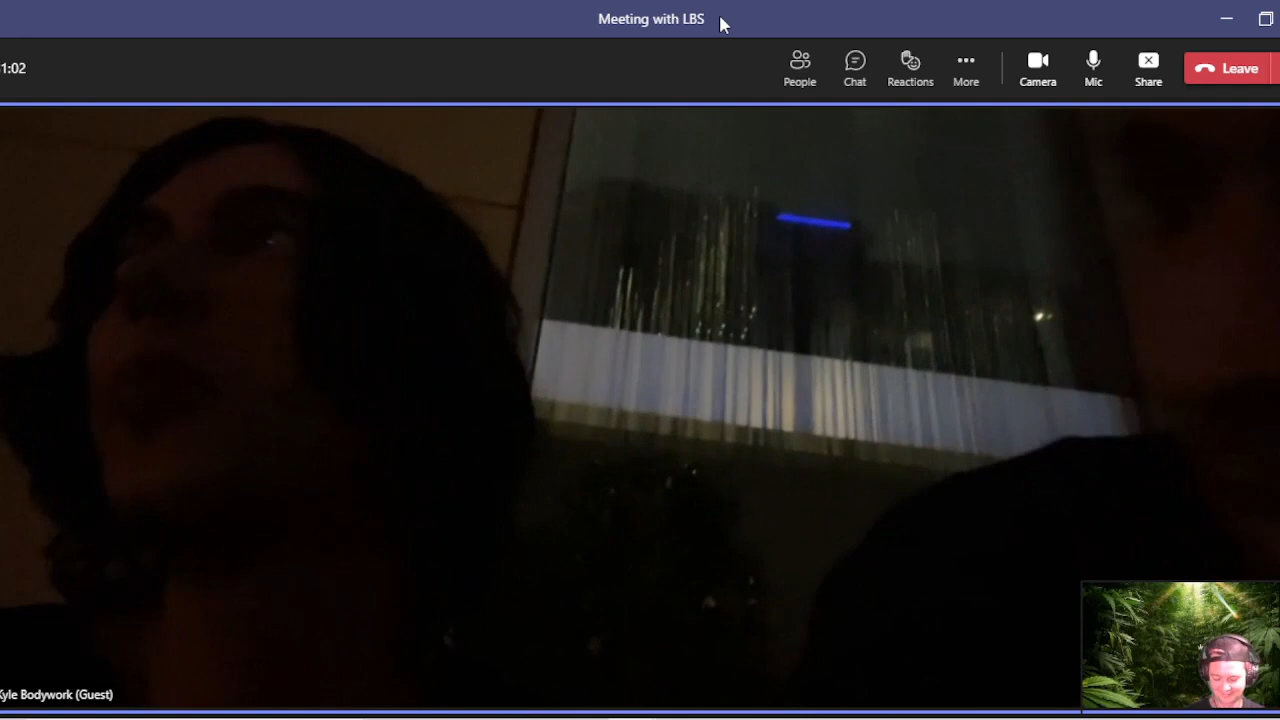 Meeting with LBS
1:02
People
Chat
Reactions
More
Camera
Mic
Share
Leave
Kyle Bodywork (Guest)